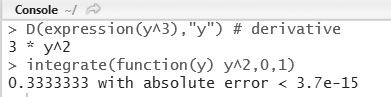 Console ~/
> D(expression(y^3),"y") # derivative
3 * y^2
> integrate(function(y) y^2,0,1)
0.3333333 with absolute error < 3.7e-15